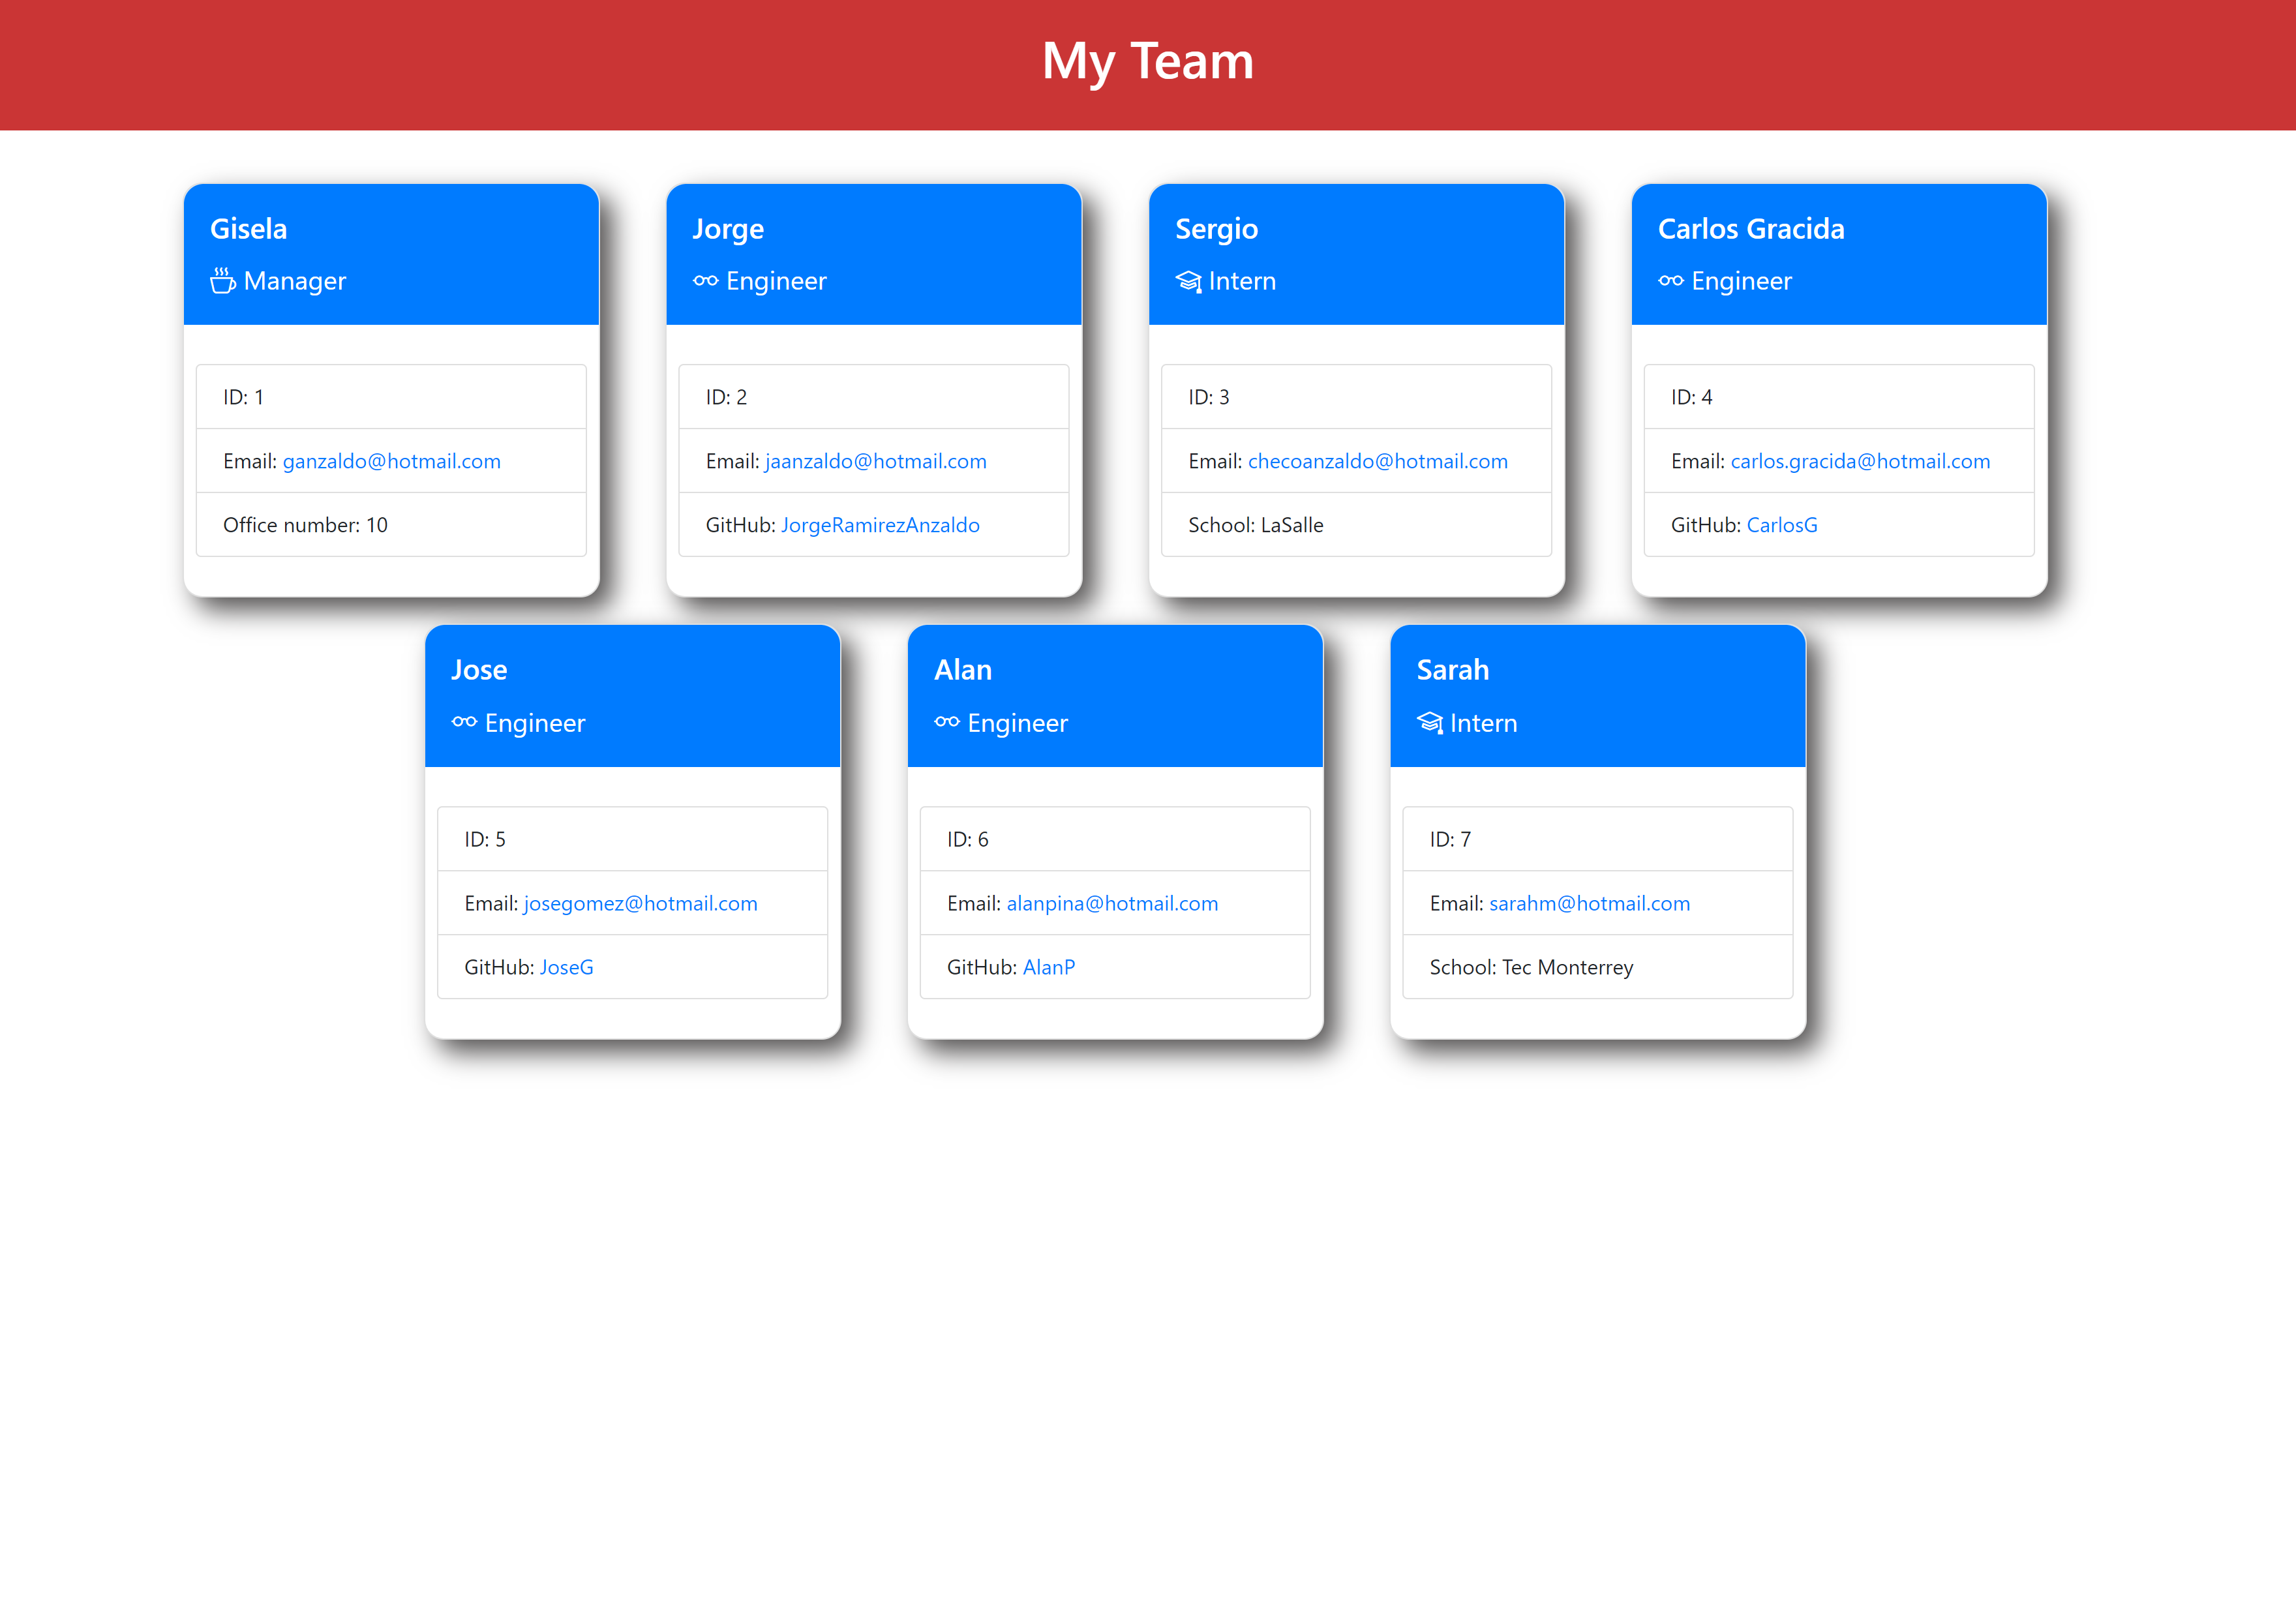 My Team
Gisela
Manager
ID: 1
Email: ganzaldo@hotmail.com
Office number: 10
Jorge
Engineer
ID: 2
Email: jaanzaldo@hotmail.com
GitHub: JorgeRamirezAnzaldo
Sergio
Intern
ID: 3
Email: checoanzaldo@hotmail.com
School: LaSalle
Carlos Gracida
Engineer
ID: 4
Email: carlos.gracida@hotmail.com
GitHub: CarlosG
Jose
Engineer
ID: 5
Email: josegomez@hotmail.com
GitHub: JoseG
Alan
Engineer
ID: 6
Email: alanpina@hotmail.com
GitHub: AlanP
Sarah
Intern
ID: 7
Email: sarahm@hotmail.com
School: Tec Monterrey